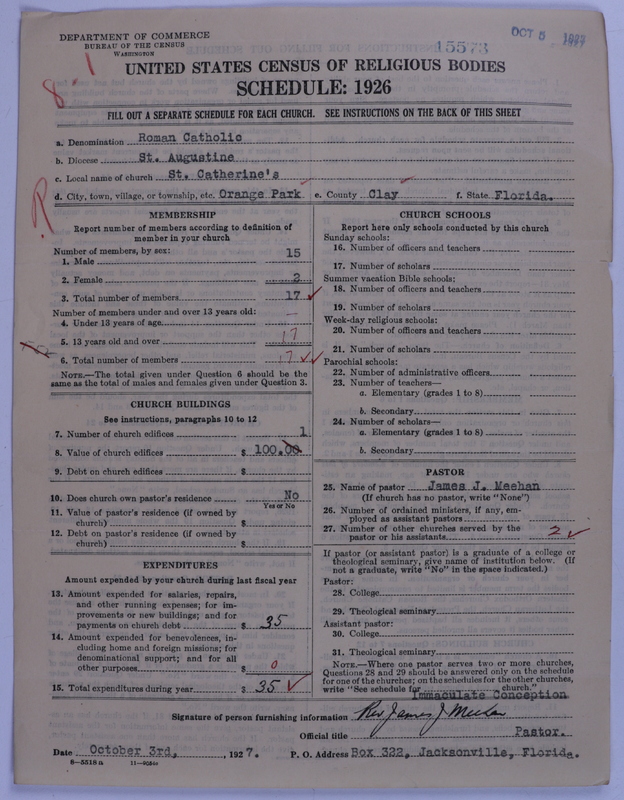 DEPARTMENT OF COMMERCE
BUREAU OF THE CENSUS
WASHINGTON
15573
OCT 5
8-1
UNITED STATES CENSUS OF RELIGIOUS BODIES
SCHEDULE: 1926
FILL OUT A SEPARATE SCHEDULE FOR EACH CHURCH. SEE INSTRUCTIONS ON THE BACK OF THIS SHEET
a. Denomination Roman Catholic
b. Diocese St. Augustine
c. Local name of church St. Catherine's
d. City, town, village, or township, etc. Orange Park e. County Clay f. State Florida.
R
MEMBERSHIP
Report number of members according to definition of
member in your church
Number of members, by sex:
1. Male 15
2. Female 2
3. Total number of members 17
Number of members under and over 13 years old:
4. Under 13 years of age —
5. 13 years old and over 17
6. Total number of members 17
NOTE.—The total given under Question 6 should be
same as the total of males and females given under Question 3.
CHURCH BUILDINGS
See instructions, paragraphs 10 to 12
7. Number of church edifices 1
8. Value of church edifices $ 100.00
9. Debt on church edifices $
10. Does church own pastor's residence No
Yes or No
11. Value of pastor's residence (if owned by
church) $
12. Debt on pastor's residence (if owned by
church) $
EXPENDITURES
Amount expended by your church during last fiscal year
13. Amount expended for salaries, repairs,
and other running expenses; for im-
provements or new buildings; and for
payments on church debt $ 35
14. Amount expended for benevolences, in-
cluding home and foreign missions; for
denominational support; and for all
other purposes $ 0
15. Total expenditures during year $ 35
CHURCH SCHOOLS
Report here only schools conducted by this church
Sunday schools:
16. Number of officers and teachers
17. Number of scholars
Summer vacation Bible schools:
18. Number of officers and teachers
19. Number of scholars
Week-day religious schools:
20. Number of officers and teachers
21. Number of scholars
Parochial schools:
22. Number of administrative officers
23. Number of teachers—
a. Elementary (grades 1 to 8)
b. Secondary
24. Number of scholars—
a. Elementary (grades 1 to 8)
b. Secondary
PASTOR
25. Name of pastor James J. Meehan
(If church has no pastor, write "None")
26. Number of ordained ministers, if any, em-
ployed as assistant pastors
27. Number of other churches served by the
pastor or his assistants 2
If pastor (or assistant pastor) is a graduate of a college or
theological seminary, give name of institution below. (If
not a graduate, write "No" in the space indicated.)
Pastor:
28. College
29. Theological seminary
Assistant pastor:
30. College
31. Theological seminary
NOTE.—Where one pastor serves two or more churches,
Questions 28 and 29 should be answered only on the schedule
for one of the churches; on the schedules for the other churches,
write "See schedule for Immaculate Conception church."
Signature of person furnishing information Rev James J Meehan
Official title Pastor.
Date October 3rd, 1927. P. O. Address Box 322, Jacksonville, Florida.
8—5518 a